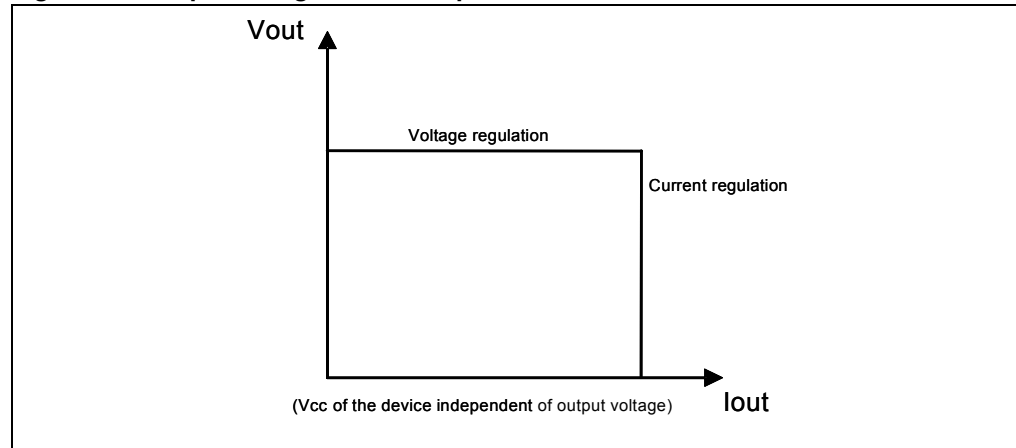 Vout
Voltage regulation
Current regulation
(Vcc of the device independent of output voltage)
Iout